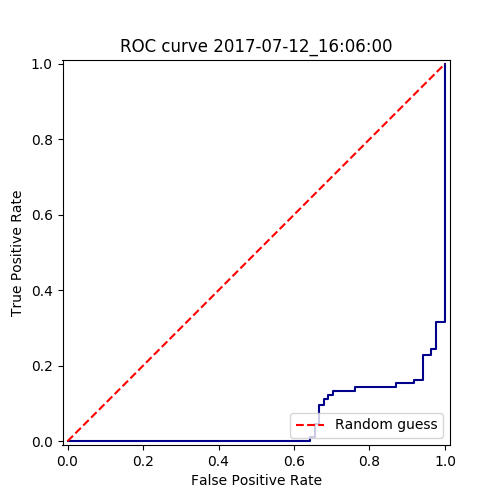 ROC curve 2017-07-12_16:06:00
True Positive Rate
1.0
0.8
0.6
0.4
0.2
0.0
Random guess
0.0 0.2 0.4 0.6 0.8 1.0
False Positive Rate